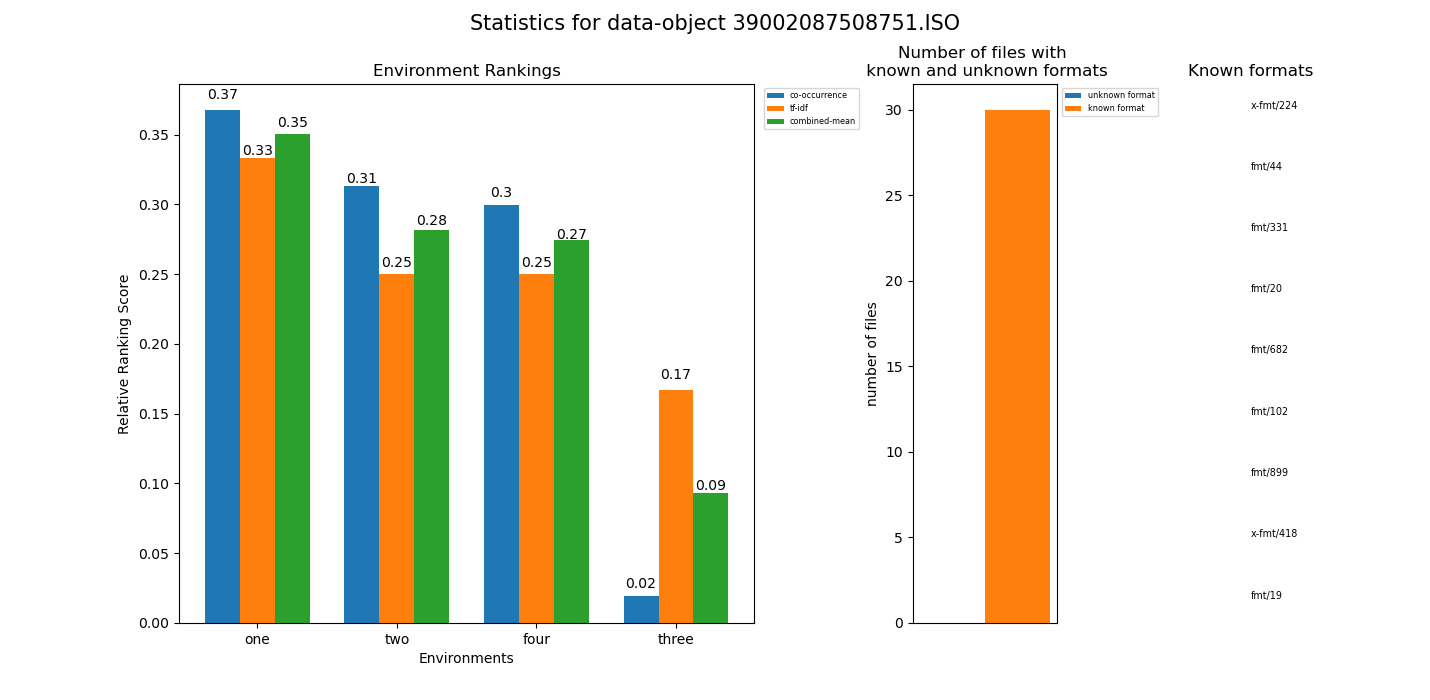 Statistics for data-object 39002087508751.ISO
Environment Rankings
0.37
0.33
0.35
0.31
0.25
0.28
0.3
0.25
0.27
0.02
0.17
0.09
0.35
0.30
0.25
0.20
0.15
0.10
0.05
0.00
Relative Ranking Score
one two four three
Environments
co-occurrence
tf-idf
combined-mean
Number of files with
known and unknown formats
30
25
20
15
10
5
0
number of files
unknown format
known format
Known formats
x-fmt/224
fmt/44
fmt/331
fmt/20
fmt/682
fmt/102
fmt/899
x-fmt/418
fmt/19